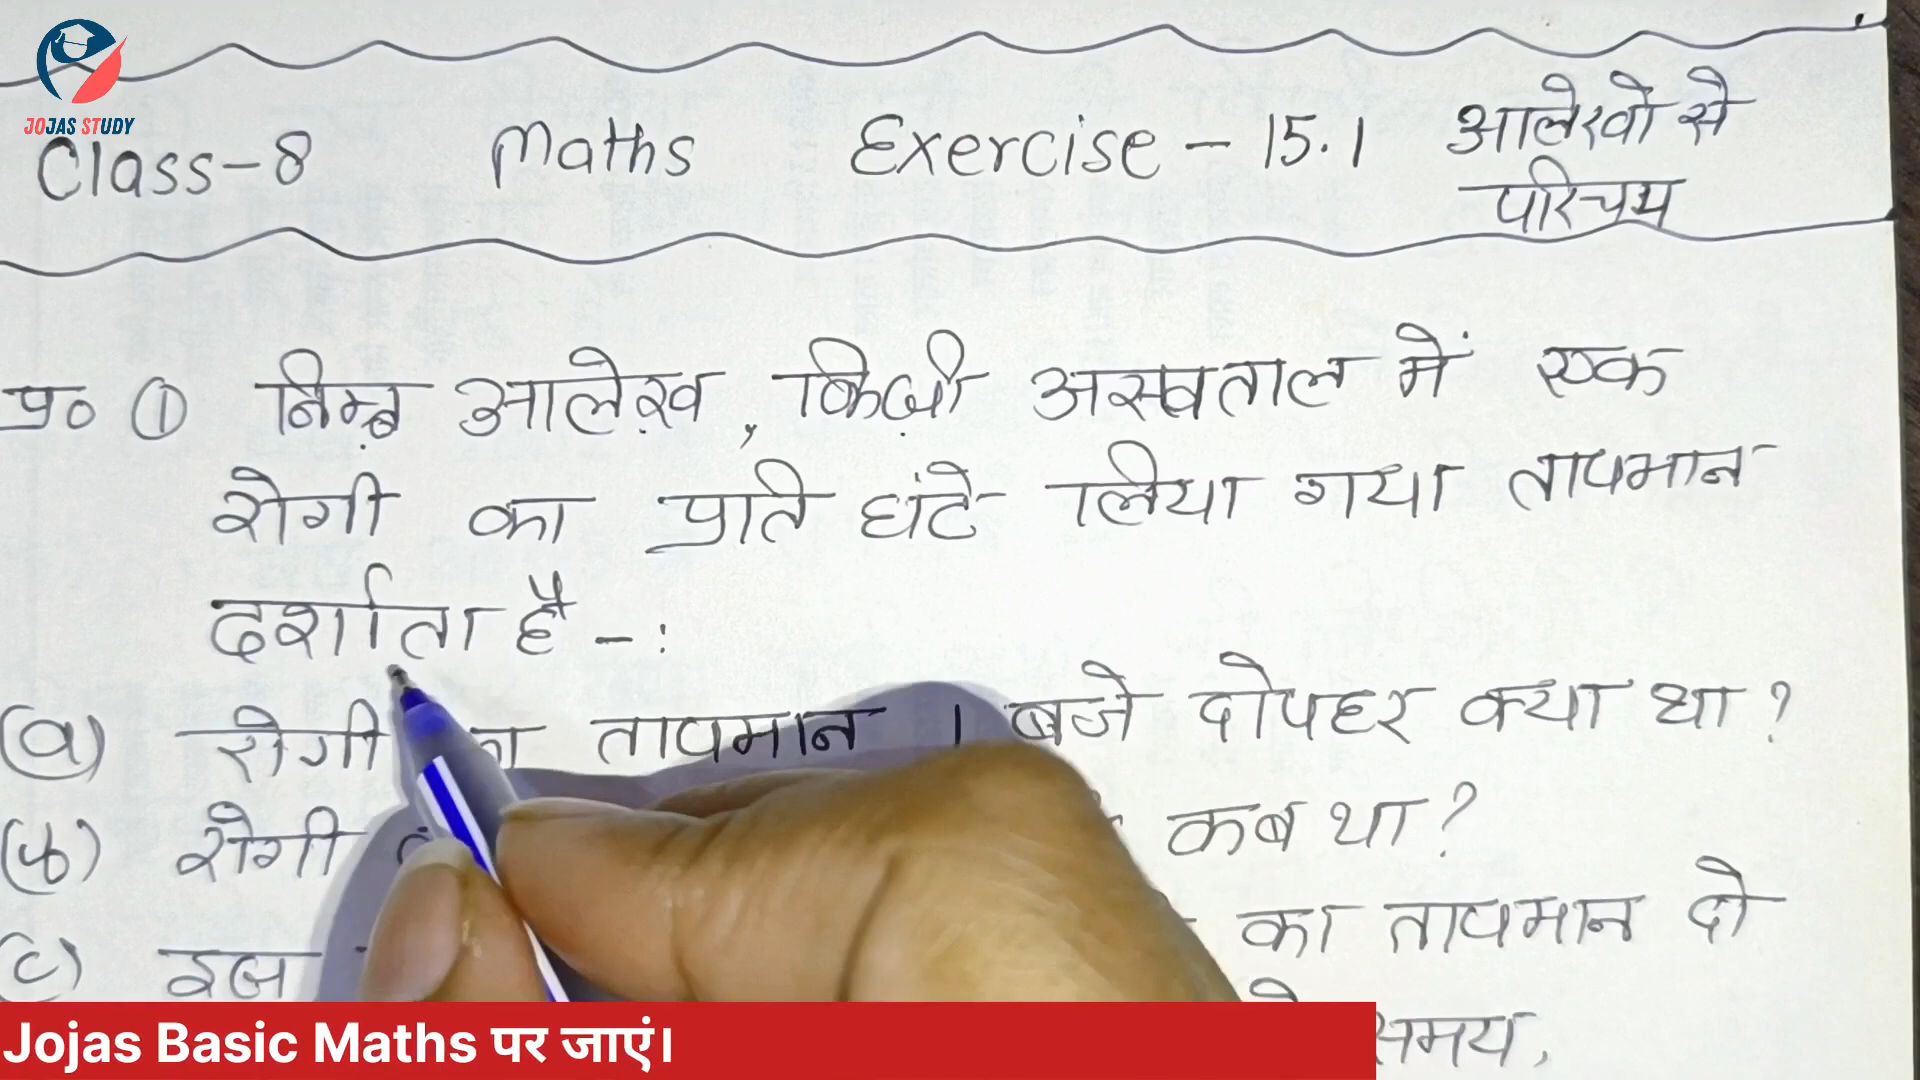 JOJAS STUDY
Class-8 Maths Exercise-15.1 आलेखों से
परिचय
प्र० ① निम्न आलेख, किसी अस्पताल में एक
रोगी का प्रति घंटे लिया गया तापमान
दर्शाता है -:
(a) रोगी का तापमान 1 बजे दोपहर क्या था?
(b) रोगी कब था?
(c) इस का तापमान दो
समय,
Jojas Basic Maths पर जाएं।